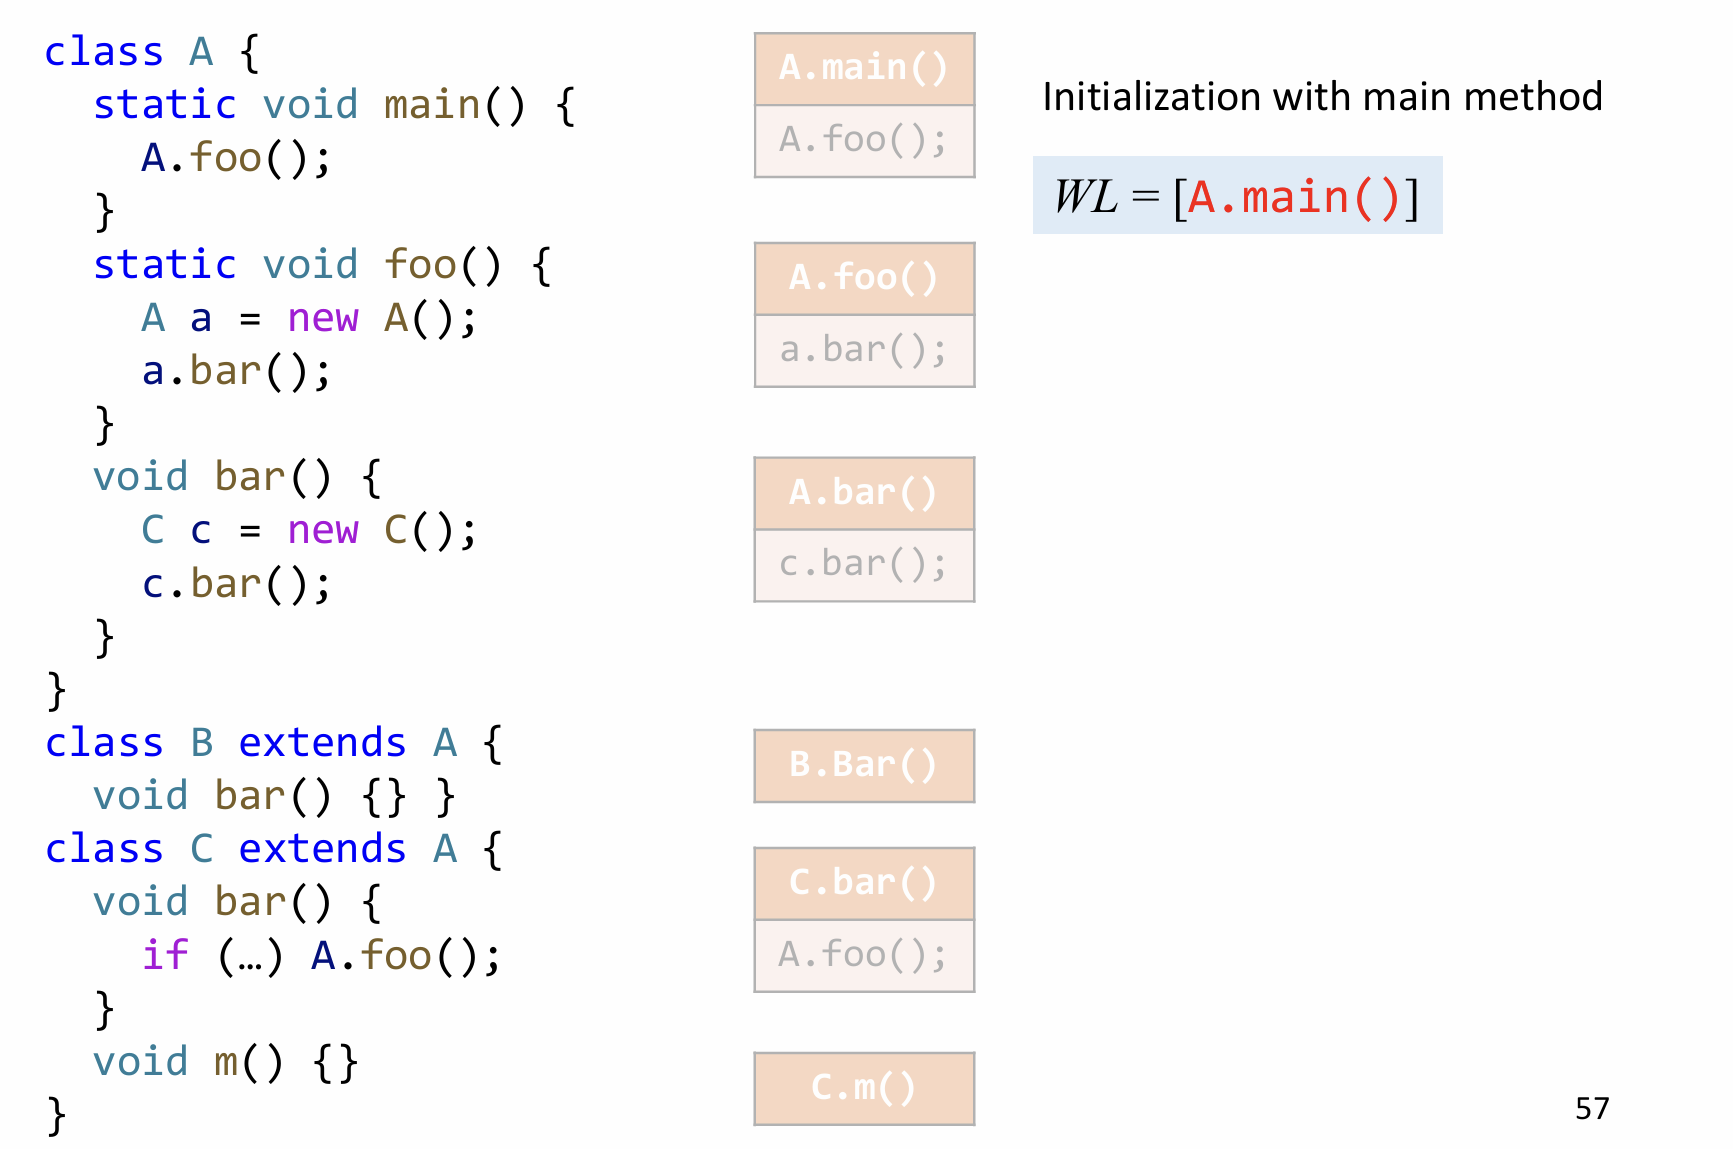 class A {
static void main() {
A.foo();
}
static void foo() {
A a = new A();
a.bar();
}
void bar() {
C c = new C();
c.bar();
}
}
class B extends A {
void bar() {} }
class C extends A {
void bar() {
if (…) A.foo();
}
void m() {}
}
A.main()
A.foo();
A.foo()
a.bar();
A.bar()
c.bar();
B.Bar()
C.bar()
A.foo();
C.m()
Initialization with main method
WL = [A.main()]
57